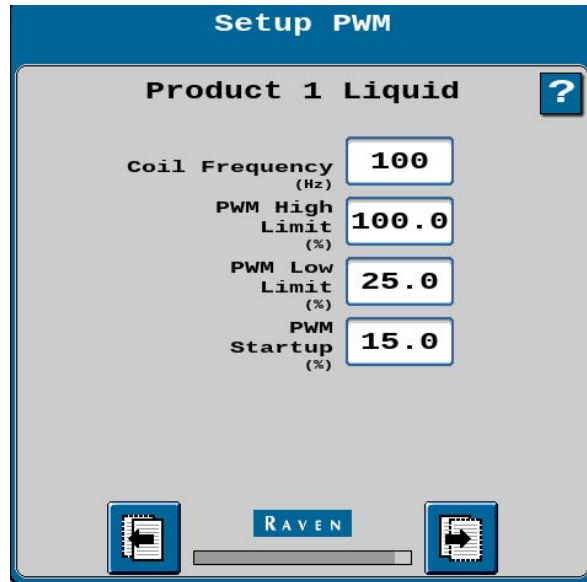 Setup PWM
Product 1 Liquid
?
Coil Frequency 100
(Hz)
PWM High
Limit 100.0
(%)
PWM Low
Limit 25.0
(%)
PWM
Startup 15.0
(%)
RAVEN